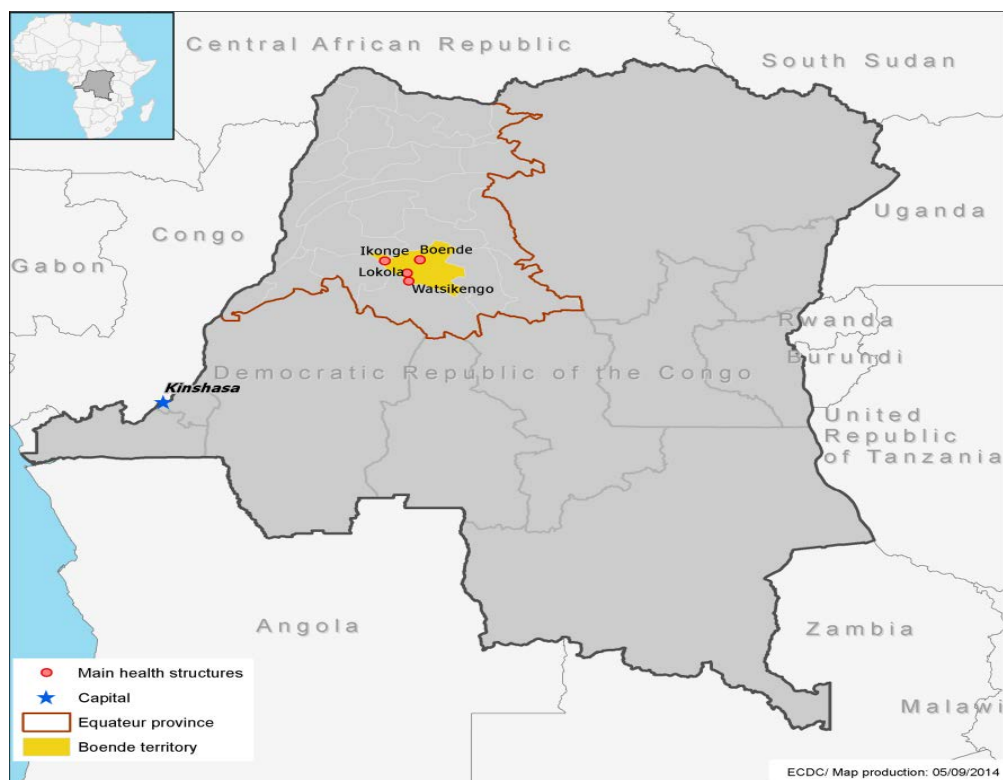 Central African Republic
South Sudan
Uganda
Congo
Gabon
Ikonge
Boende
Lokola
Watsikengo
Rwanda
Burundi
Democratic Republic of the Congo
Kinshasa
United
Republic
of Tanzania
Angola
Zambia
Malawi
Main health structures
Capital
Equateur province
Boende territory
ECDC/ Map production: 05/09/2014